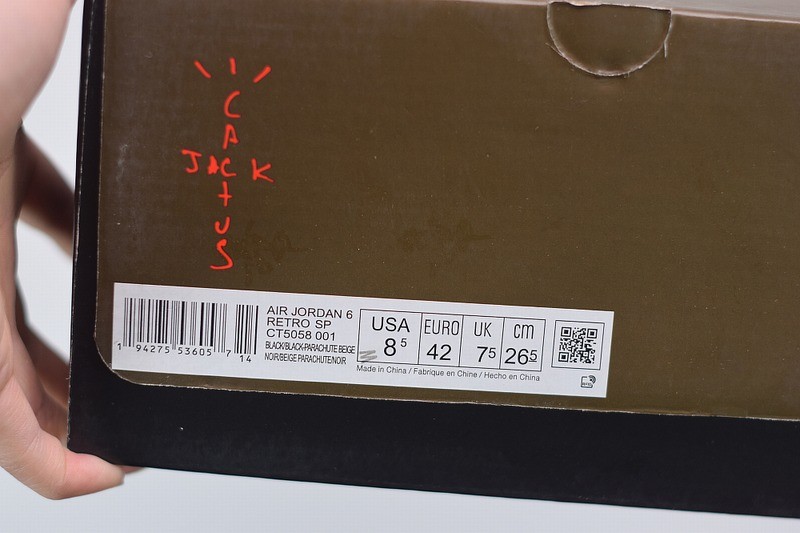 CACTUS
JACK
AIR JORDAN 6
RETRO SP
CT5058 001
BLACK/BLACK-PARACHUTE BEIGE
NOIR/BEIGE PARACHUTE/NOIR
1 94275 53605 7 14
USA 8 5
EURO 42
UK 7 5
cm 26 5
Made in China / Fabrique en Chine / Hecho en China